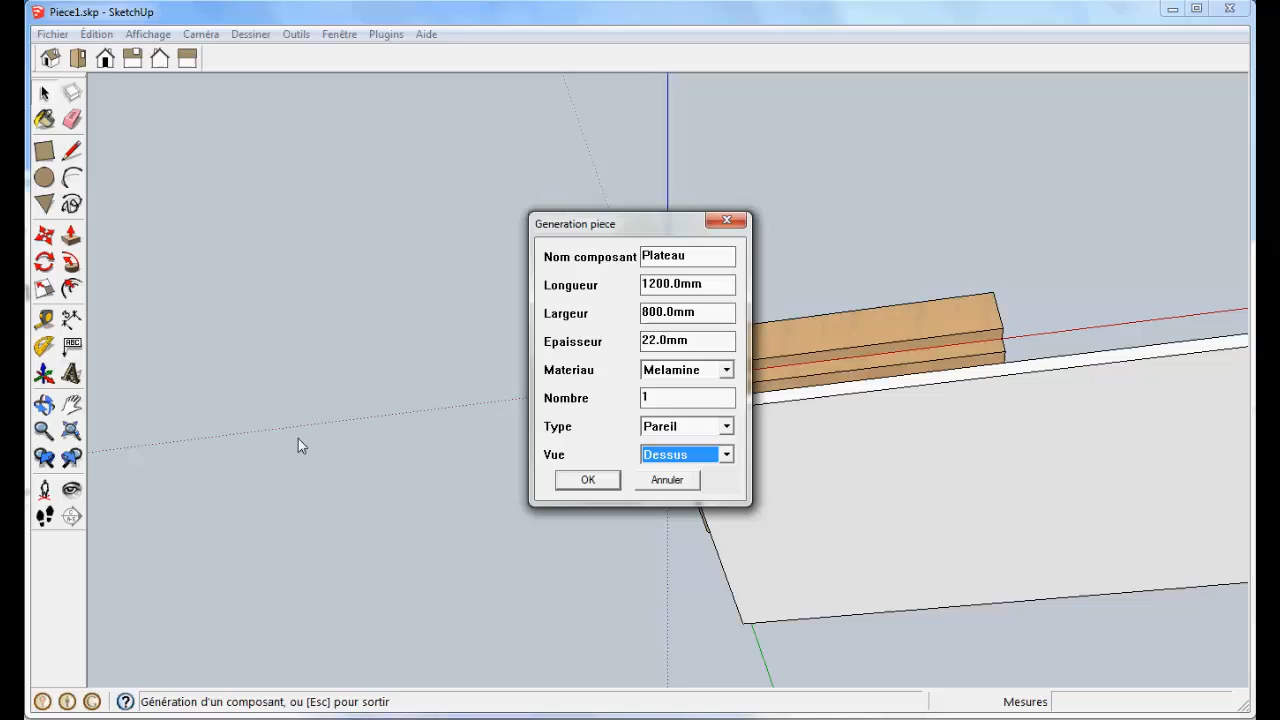 Piece1.skp - SketchUp
Fichier Édition Affichage Caméra Dessiner Outils Fenêtre Plugins Aide
ABC
Generation piece
Nom composant Plateau
Longueur 1200.0mm
Largeur 800.0mm
Epaisseur 22.0mm
Materiau Melamine
Nombre 1
Type Pareil
Vue Dessus
OK Annuler
Génération d'un composant, ou [Esc] pour sortir Mesures